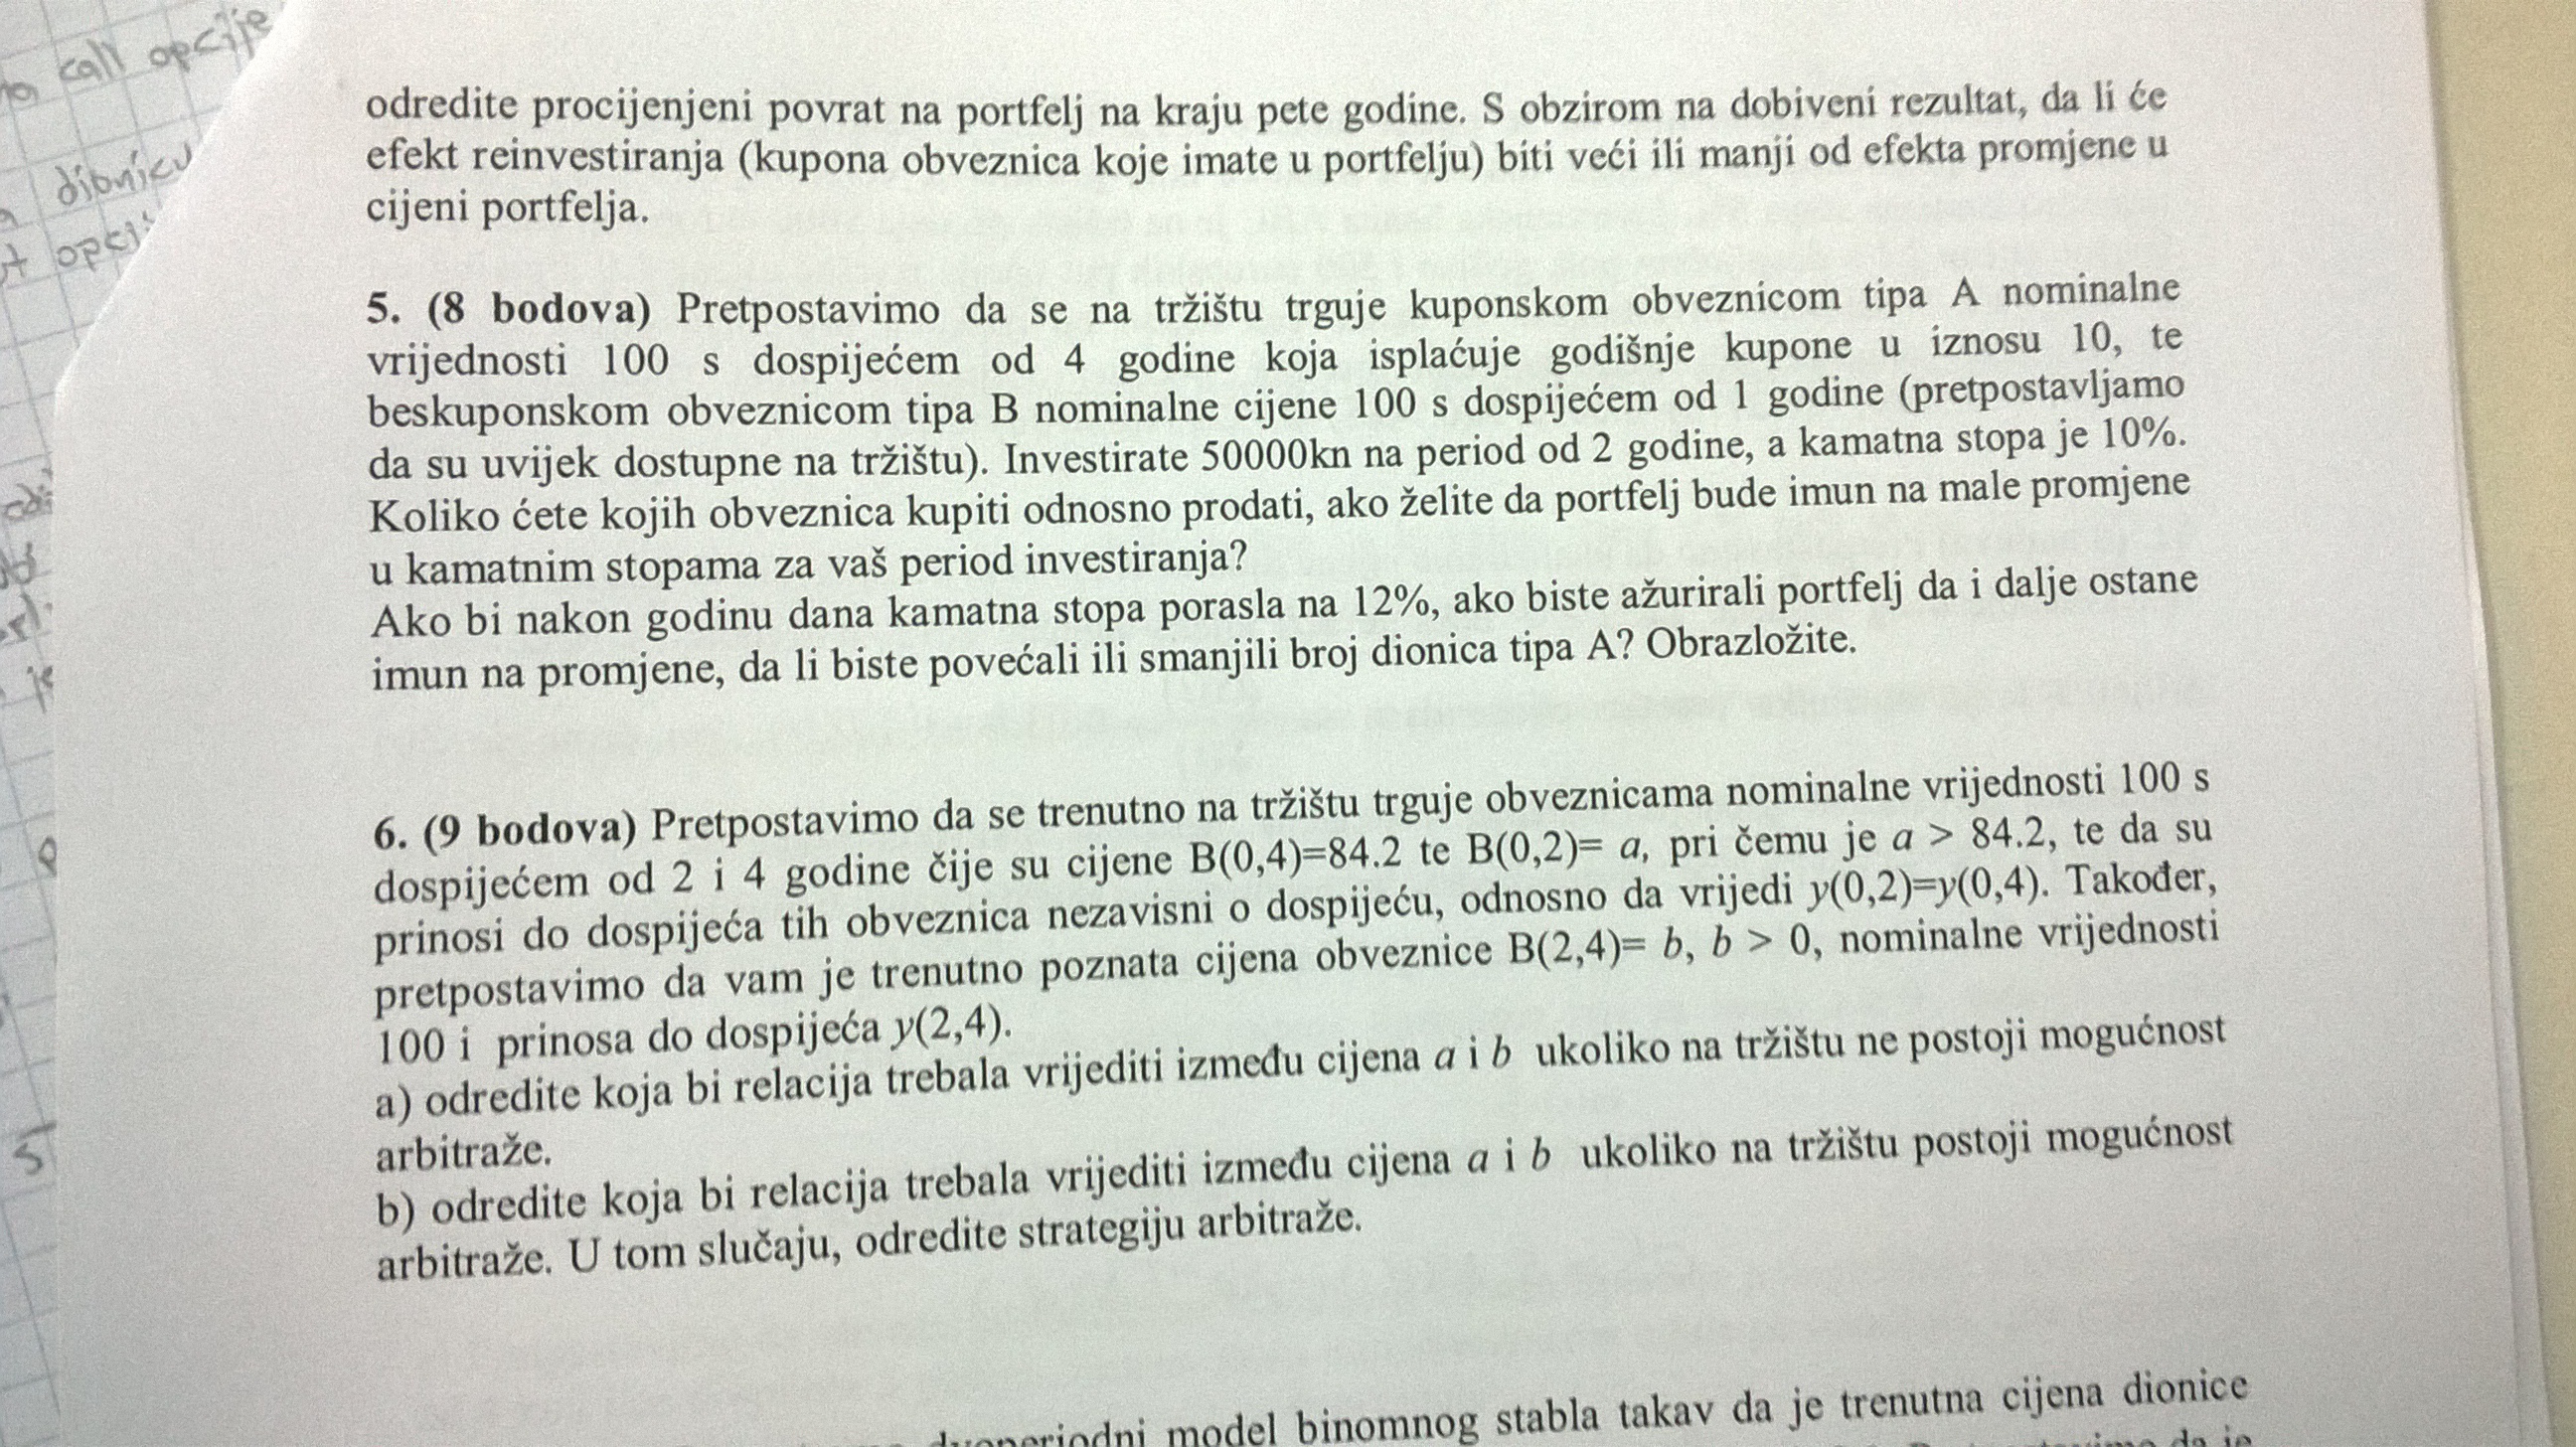 call opcije
dionicu
opcij
odredite procijenjeni povrat na portfelj na kraju pete godine. S obzirom na dobiveni rezultat, da li će
efekt reinvestiranja (kupona obveznica koje imate u portfelju) biti veći ili manji od efekta promjene u
cijeni portfelja.
5. (8 bodova) Pretpostavimo da se na tržištu trguje kuponskom obveznicom tipa A nominalne
vrijednosti 100 s dospijećem od 4 godine koja isplaćuje godišnje kupone u iznosu 10, te
beskuponskom obveznicom tipa B nominalne cijene 100 s dospijećem od 1 godine (pretpostavljamo
da su uvijek dostupne na tržištu). Investirate 50000kn na period od 2 godine, a kamatna stopa je 10%.
Koliko ćete kojih obveznica kupiti odnosno prodati, ako želite da portfelj bude imun na male promjene
u kamatnim stopama za vaš period investiranja?
Ako bi nakon godinu dana kamatna stopa porasla na 12%, ako biste ažurirali portfelj da i dalje ostane
imun na promjene, da li biste povećali ili smanjili broj dionica tipa A? Obrazložite.
6. (9 bodova) Pretpostavimo da se trenutno na tržištu trguje obveznicama nominalne vrijednosti 100 s
dospijećem od 2 i 4 godine čije su cijene B(0,4)=84.2 te B(0,2)= a, pri čemu je a > 84.2, te da su
prinosi do dospijeća tih obveznica nezavisni o dospijeću, odnosno da vrijedi y(0,2)=y(0,4). Također,
pretpostavimo da vam je trenutno poznata cijena obveznice B(2,4)= b, b > 0, nominalne vrijednosti
100 i prinosa do dospijeća y(2,4).
a) odredite koja bi relacija trebala vrijediti između cijena a i b ukoliko na tržištu ne postoji mogućnost
arbitraže.
b) odredite koja bi relacija trebala vrijediti između cijena a i b ukoliko na tržištu postoji mogućnost
arbitraže. U tom slučaju, odredite strategiju arbitraže.
model binomnog stabla takav da je trenutna cijena dionice